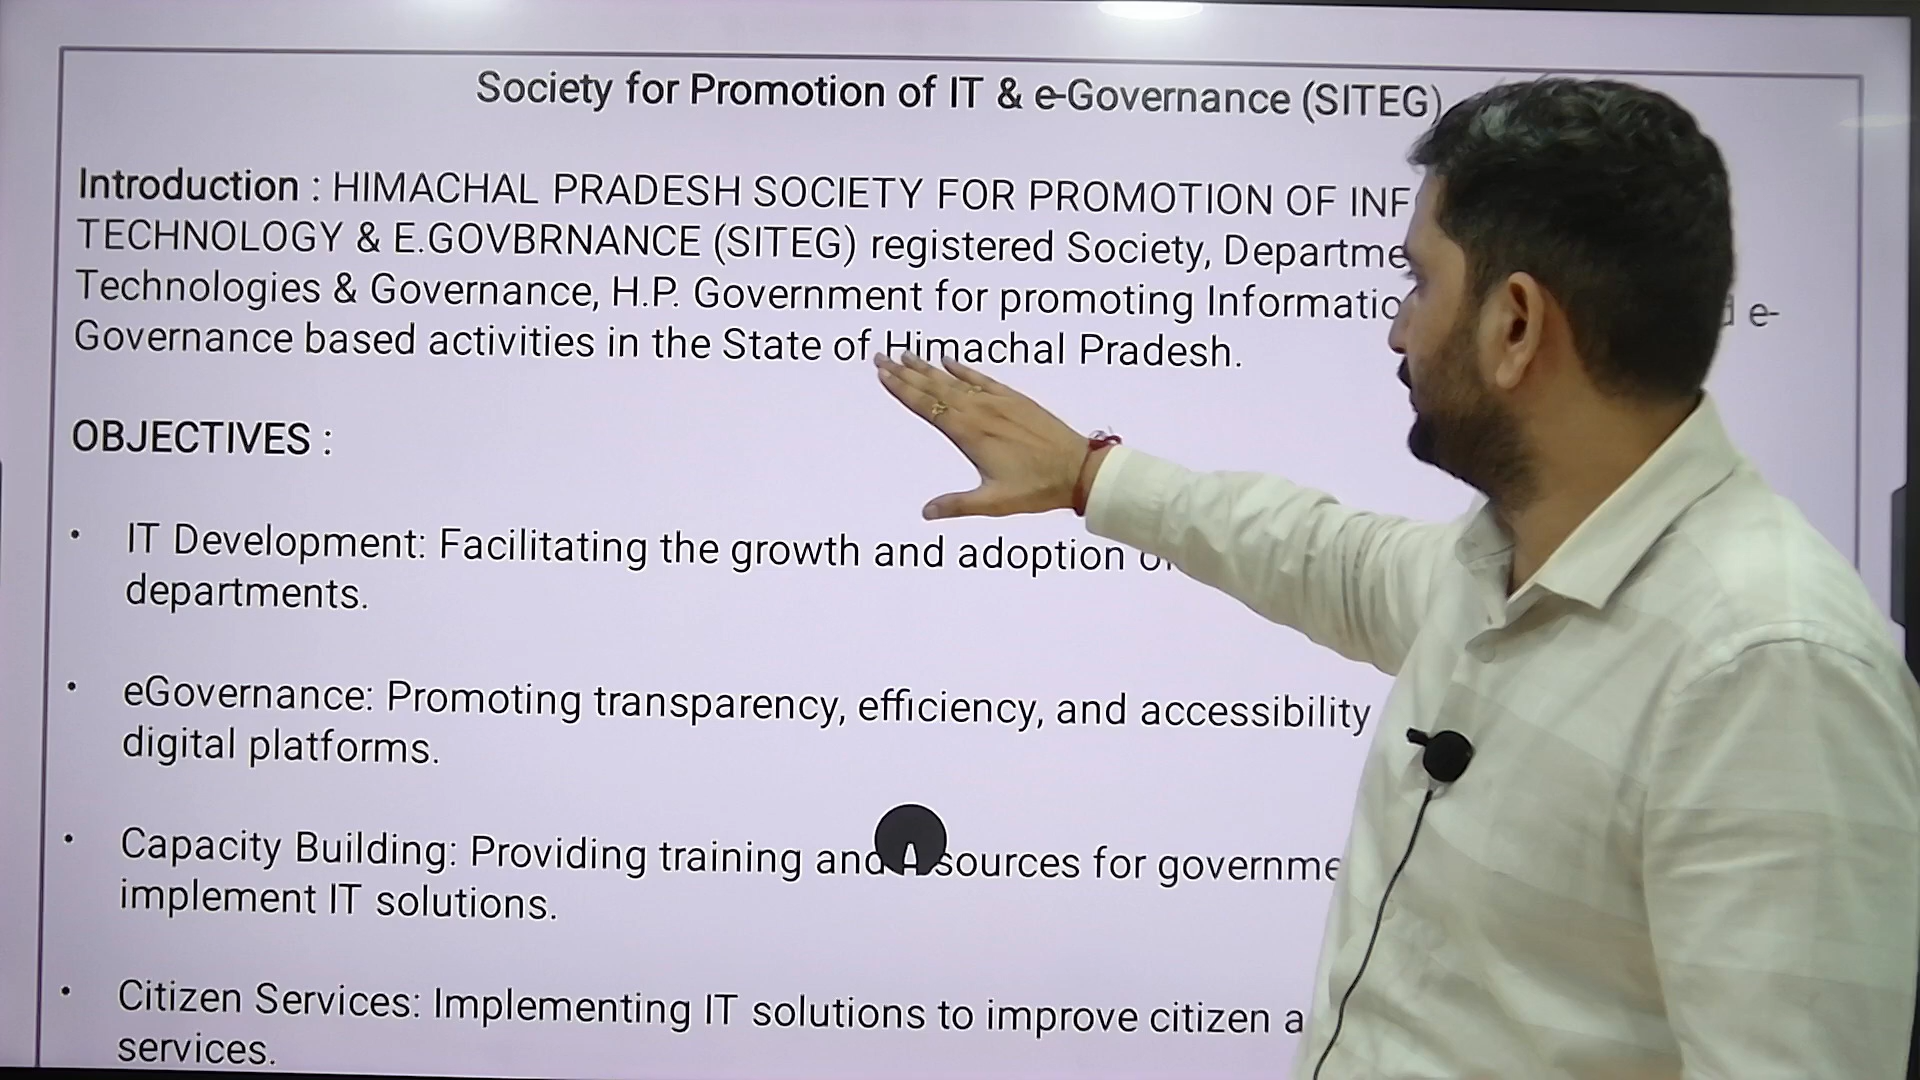 Society for Promotion of IT & e-Governance (SITEG)
Introduction : HIMACHAL PRADESH SOCIETY FOR PROMOTION OF INF
TECHNOLOGY & E.GOVBRNANCE (SITEG) registered Society, Departme
Technologies & Governance, H.P. Government for promoting Informatio e-
Governance based activities in the State of Himachal Pradesh.
OBJECTIVES :
• IT Development: Facilitating the growth and adoption
departments.
• eGovernance: Promoting transparency, efficiency, and accessibility
digital platforms.
• Capacity Building: Providing training and sources for governme
implement IT solutions.
• Citizen Services: Implementing IT solutions to improve citizen a
services.